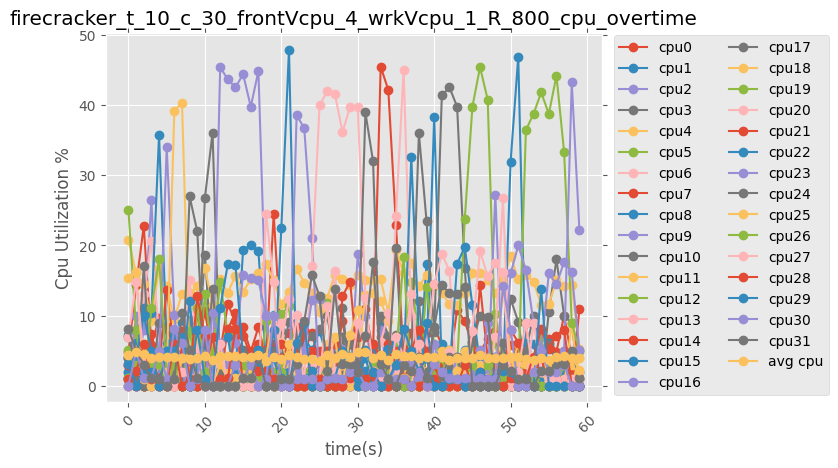 firecracker_t_10_c_30_frontVcpu_4_wrkVcpu_1_R_800_cpu_overtime
50
40
30
20
10
0
Cpu Utilization %
0
10
20
30
40
50
60
time(s)
cpu0
cpu1
cpu2
cpu3
cpu4
cpu5
cpu6
cpu7
cpu8
cpu9
cpu10
cpu11
cpu12
cpu13
cpu14
cpu15
cpu16
cpu17
cpu18
cpu19
cpu20
cpu21
cpu22
cpu23
cpu24
cpu25
cpu26
cpu27
cpu28
cpu29
cpu30
cpu31
avg cpu